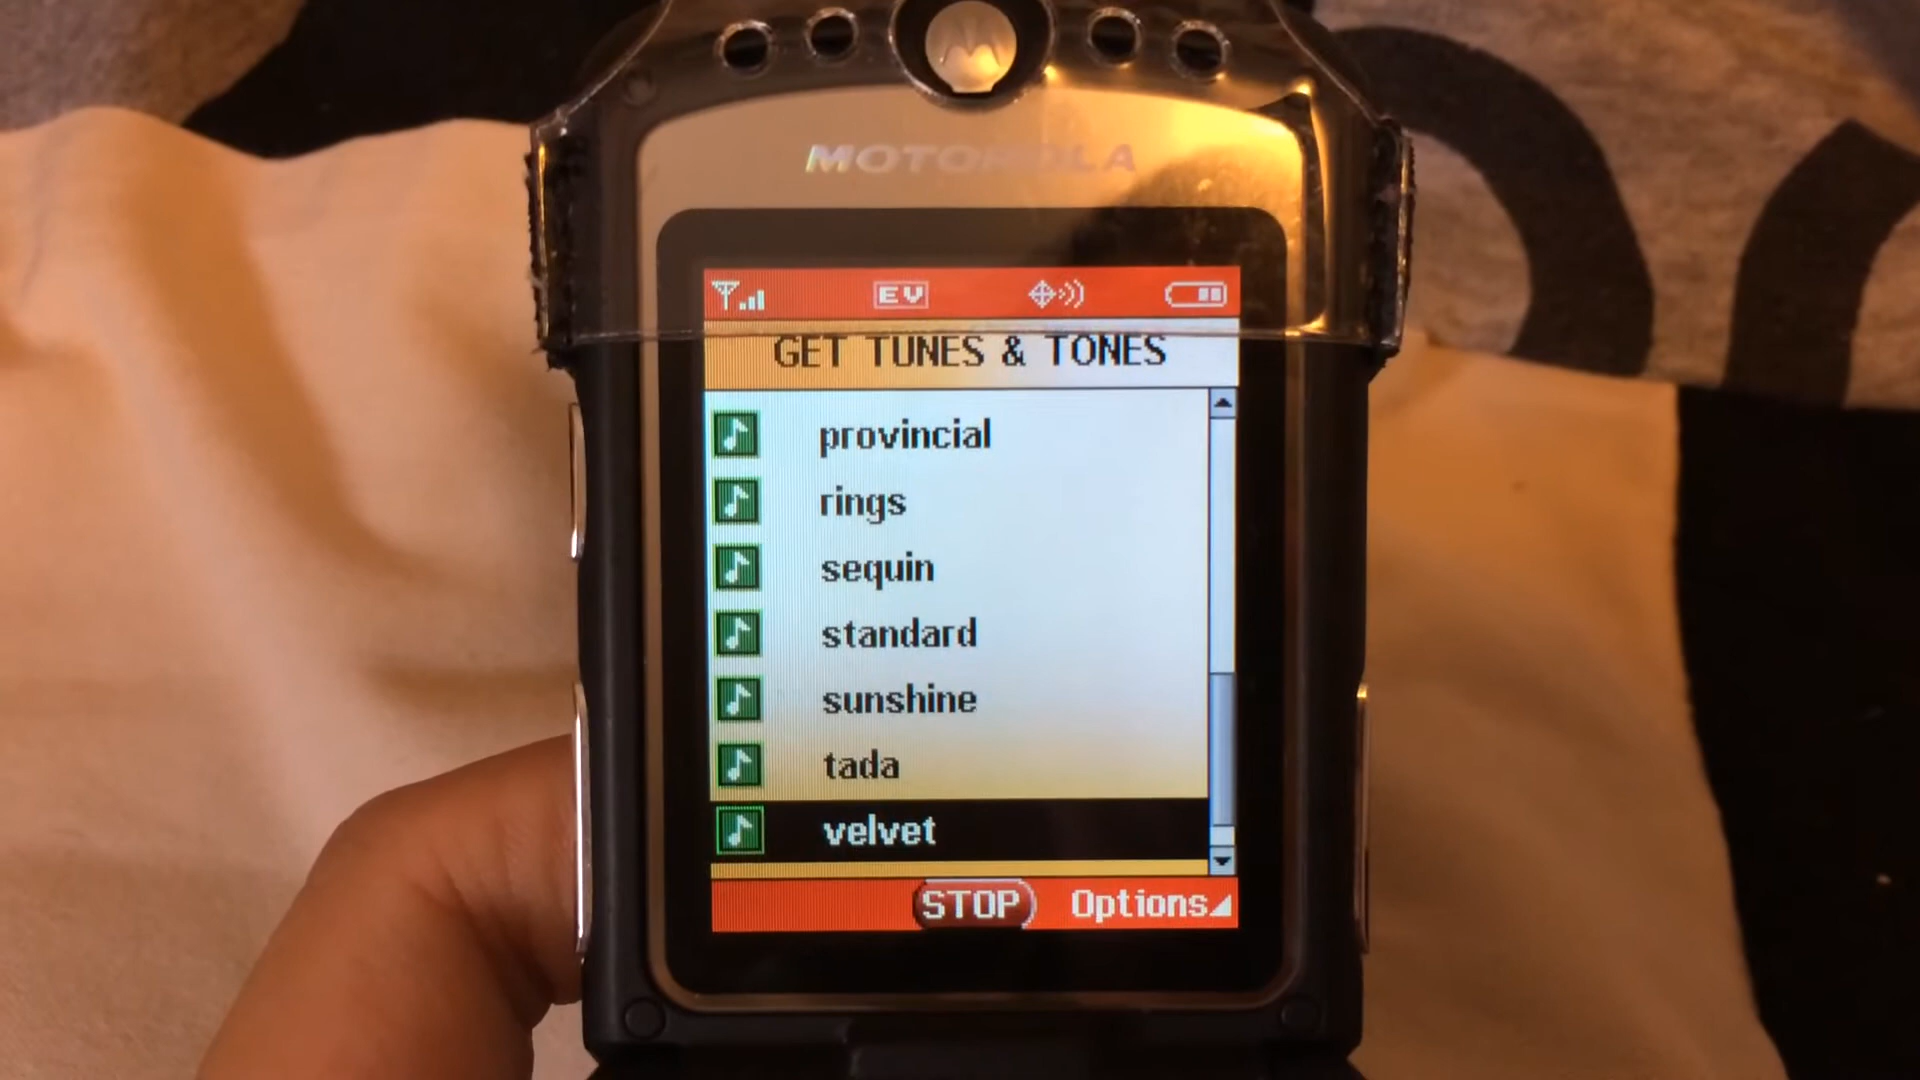 MOTOROLA
EV
GET TUNES & TONES
provincial
rings
sequin
standard
sunshine
tada
velvet
STOP Options